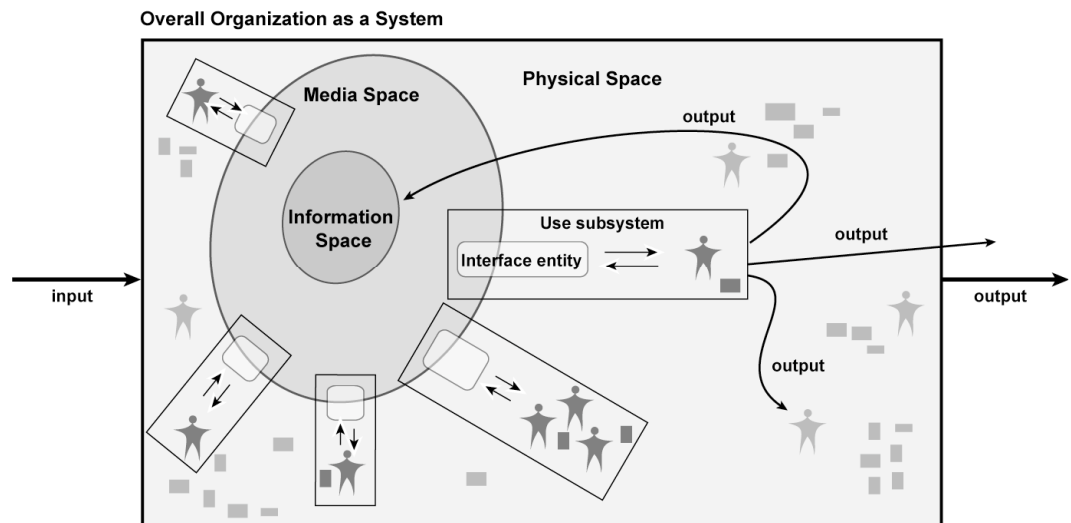 Overall Organization as a System
Physical Space
Media Space
output
Information
Space
Use subsystem
Interface entity
output
input
output
output